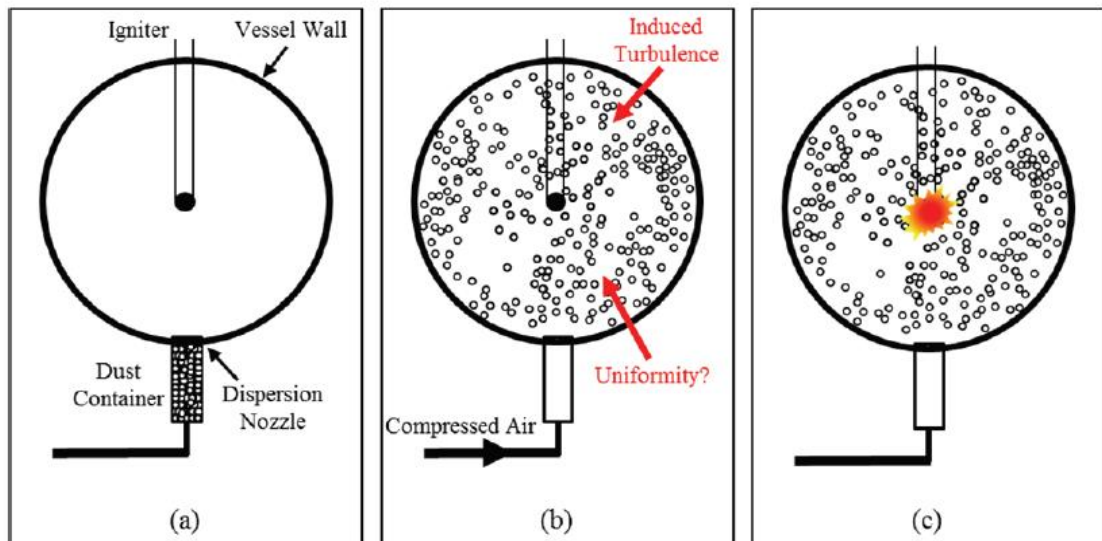 Igniter
Vessel Wall
Dust
Container
Dispersion
Nozzle
(a)
Induced
Turbulence
Uniformity?
Compressed Air
(b)
(c)